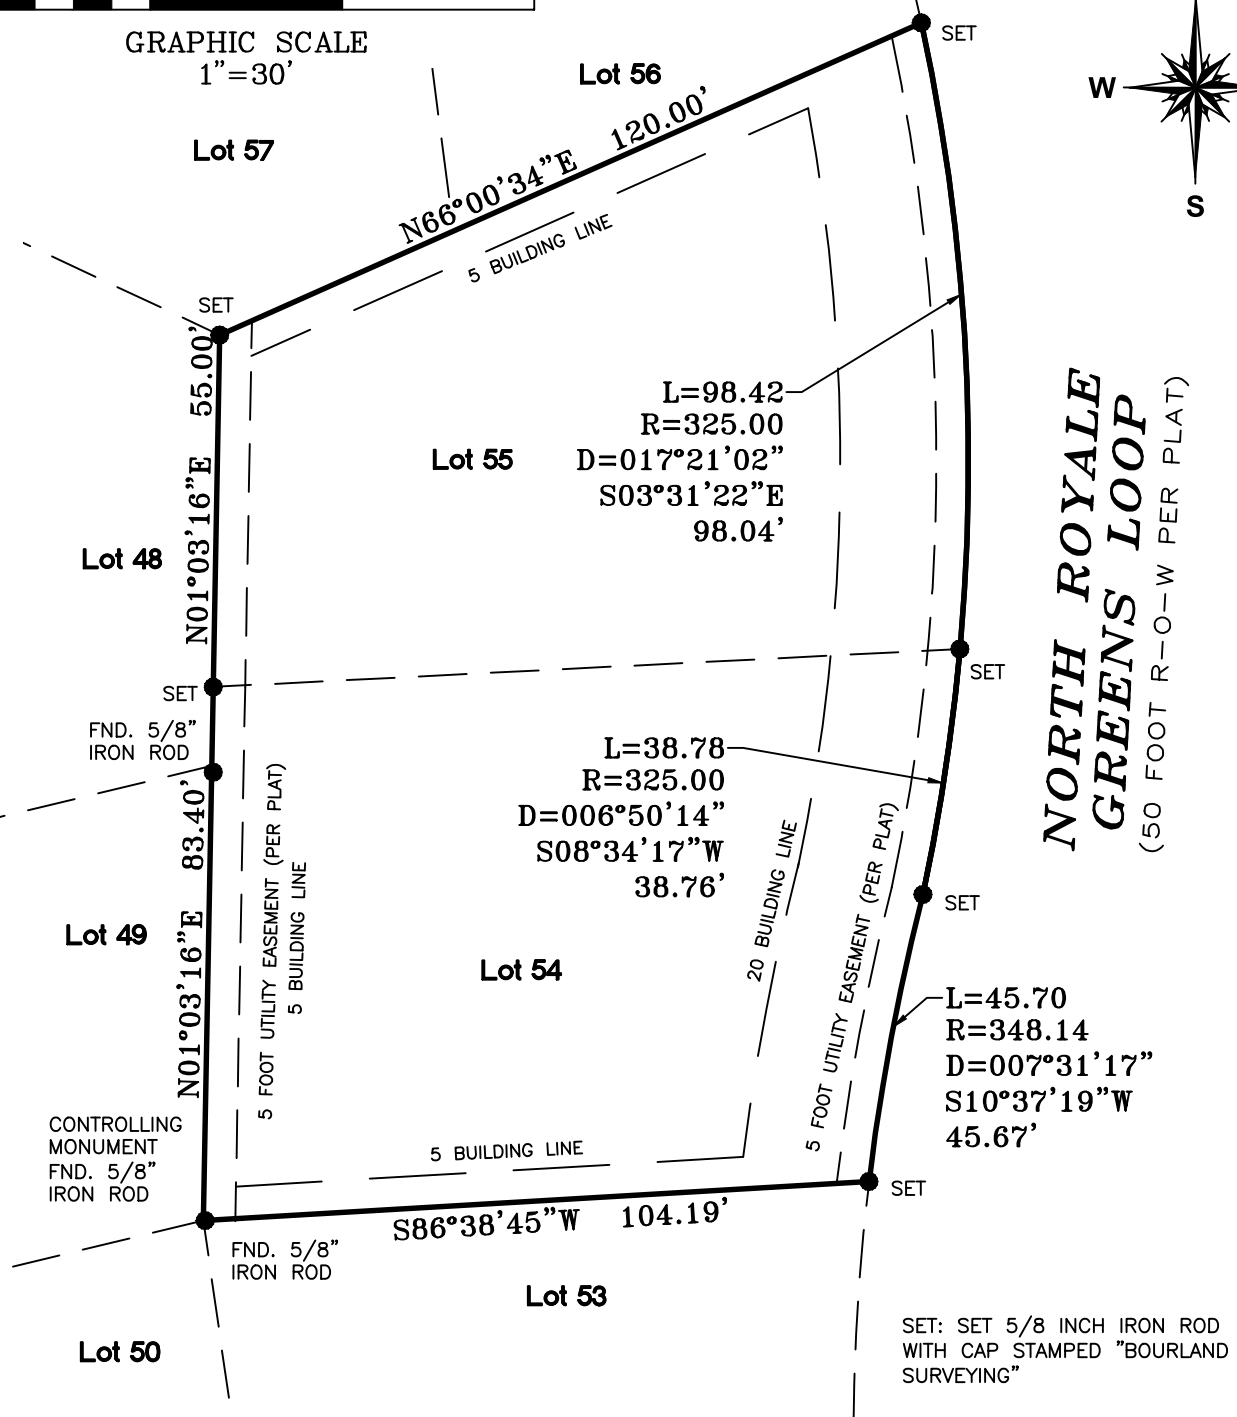 GRAPHIC SCALE
1"=30'
Lot 56
SET
W
S
Lot 57
N66°00'34"E 120.00'
5 BUILDING LINE
SET
N01°03'16"E 55.00'
L=98.42
R=325.00
D=017°21'02"
S03°31'22"E
98.04'
Lot 55
Lot 48
NORTH ROYALE
GREENS LOOP
(50 FOOT R-O-W PER PLAT)
SET
SET
FND. 5/8"
IRON ROD
L=38.78
R=325.00
D=006°50'14"
S08°34'17"W
38.76'
N01°03'16"E 83.40'
5 FOOT UTILITY EASEMENT (PER PLAT)
5 BUILDING LINE
20 BUILDING LINE
5 FOOT UTILITY EASEMENT (PER PLAT)
SET
Lot 49
Lot 54
L=45.70
R=348.14
D=007°31'17"
S10°37'19"W
45.67'
CONTROLLING
MONUMENT
FND. 5/8"
IRON ROD
5 BUILDING LINE
SET
S86°38'45"W 104.19'
FND. 5/8"
IRON ROD
Lot 53
Lot 50
SET: SET 5/8 INCH IRON ROD
WITH CAP STAMPED "BOURLAND
SURVEYING"